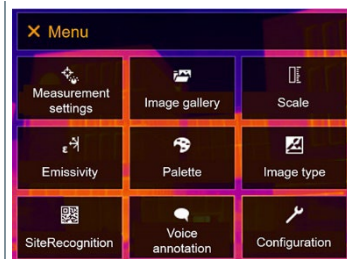 Menu
Measurement
settings
Image gallery
Scale
ε
Emissivity
Palette
Image type
SiteRecognition
Voice
annotation
Configuration